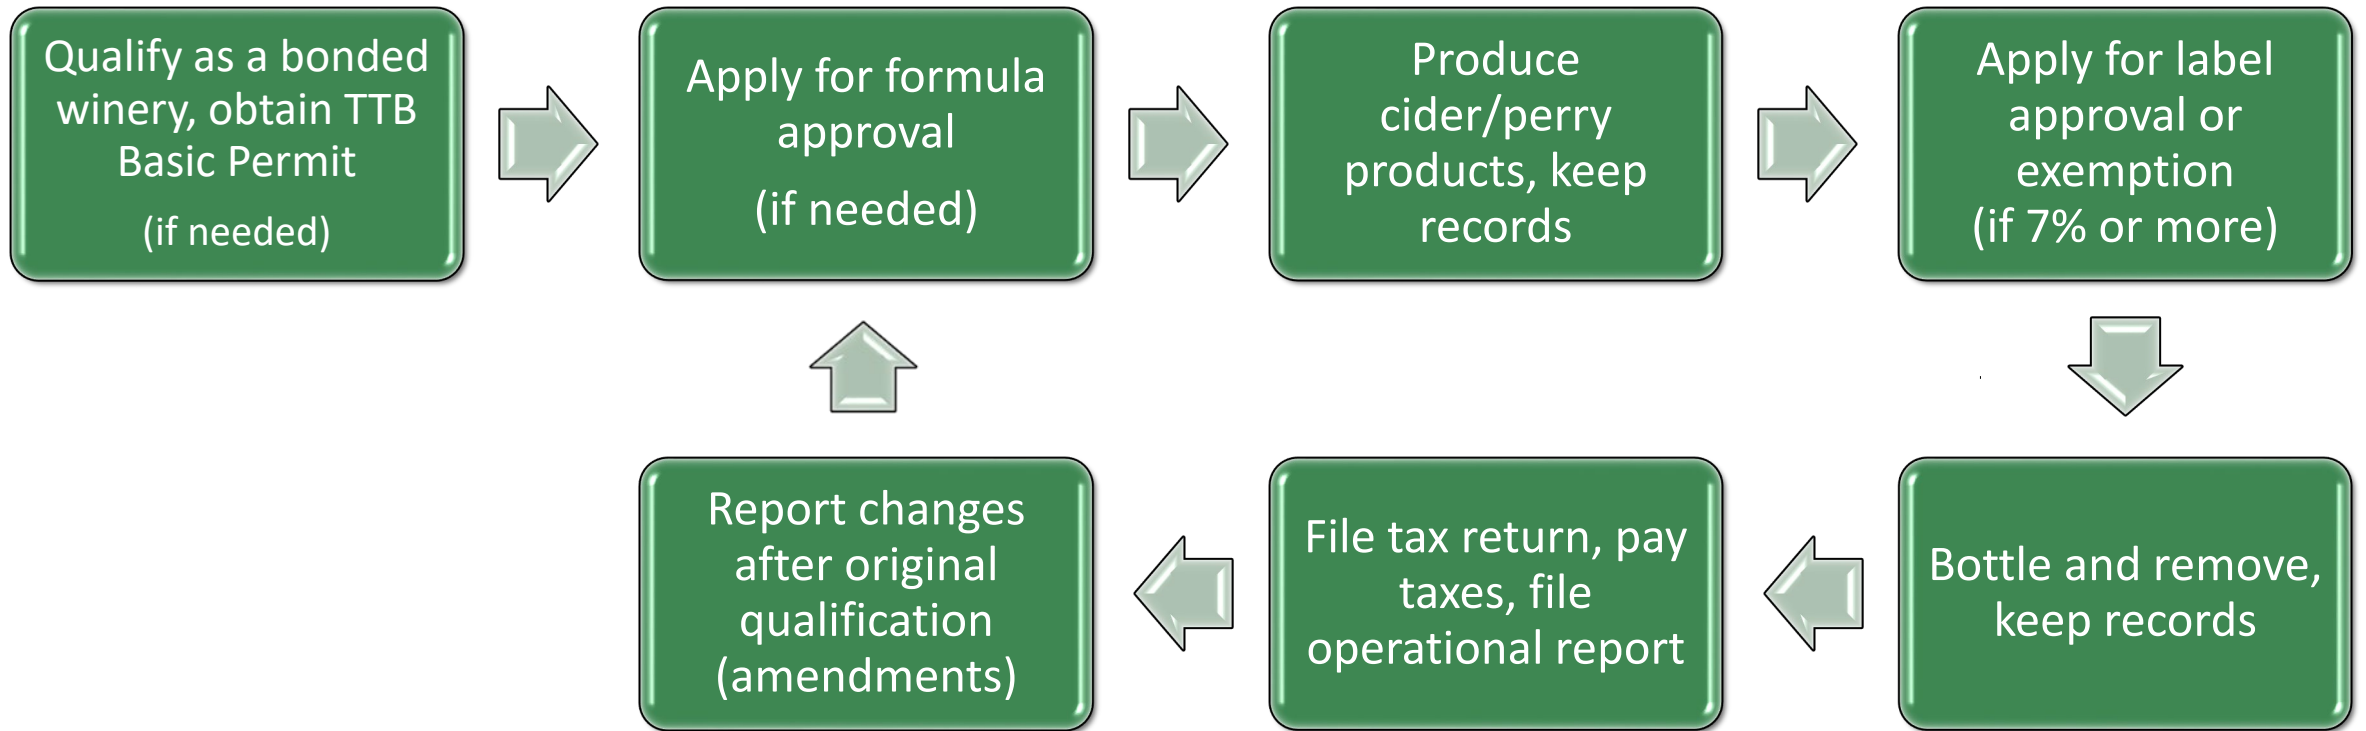 Qualify as a bonded
winery, obtain TTB
Basic Permit
(if needed)
Apply for formula
approval
(if needed)
Produce
cider/perry
products, keep
records
Apply for label
approval or
exemption
(if 7% or more)
Bottle and remove,
keep records
File tax return, pay
taxes, file
operational report
Report changes
after original
qualification
(amendments)